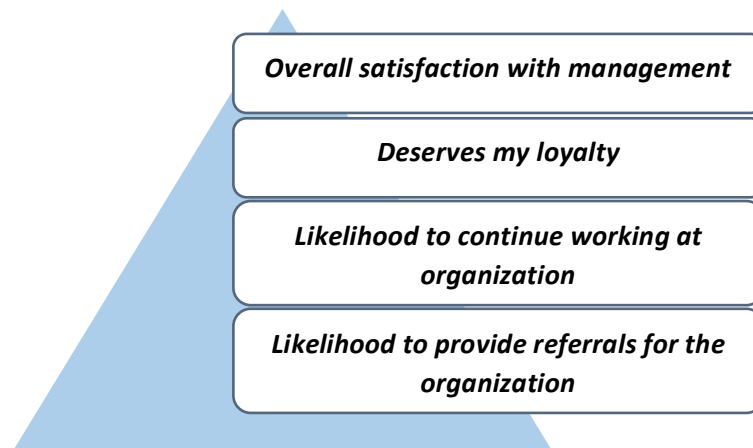 Overall satisfaction with management
Deserves my loyalty
Likelihood to continue working at
organization
Likelihood to provide referrals for the
organization